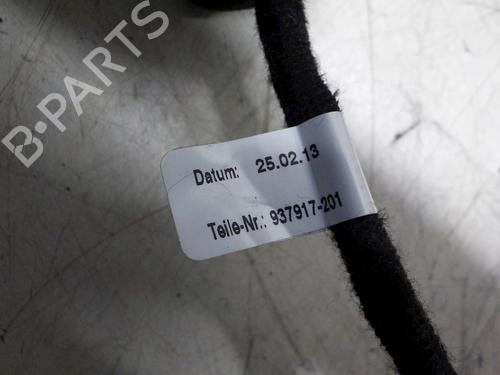 B-PARTS
Datum: 25.02.13
Teile-Nr.: 937917-201